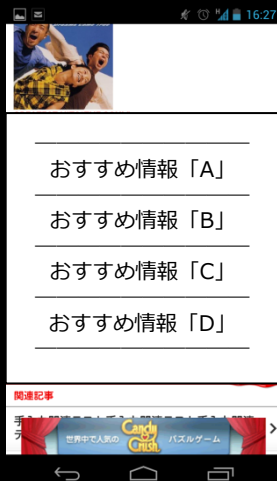 16:27
おすすめ情報「A」
おすすめ情報「B」
おすすめ情報「C」
おすすめ情報「D」
関連記事
世界中で人気の Candy Crush パズルゲーム